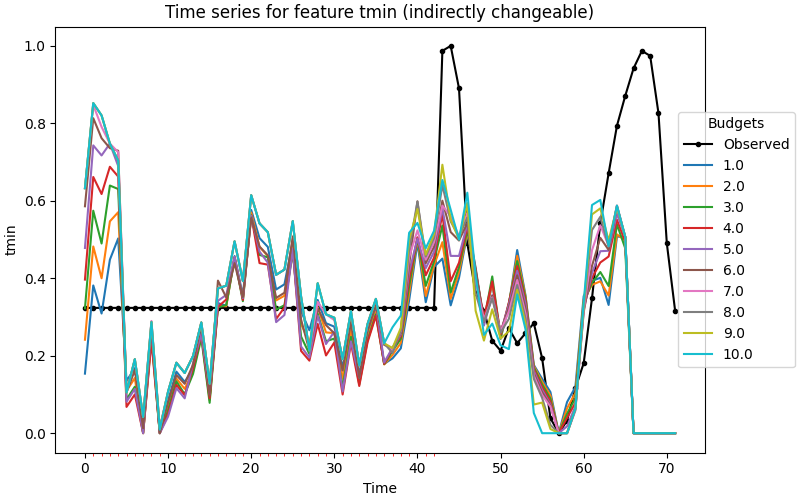 Time series for feature tmin (indirectly changeable)
1.0
0.8
0.6
0.4
0.2
0.0
tmin
0 10 20 30 40 50 60 70
Time
Budgets
Observed
1.0
2.0
3.0
4.0
5.0
6.0
7.0
8.0
9.0
10.0